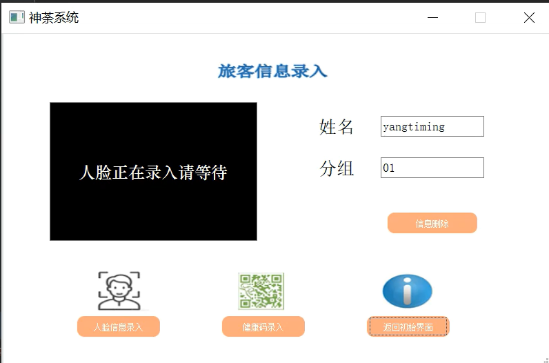 神荼系统
旅客信息录入
人脸正在录入请等待
姓名 yangtiming
分组 01
信息删除
人脸信息录入 健康码录入 返回初始界面